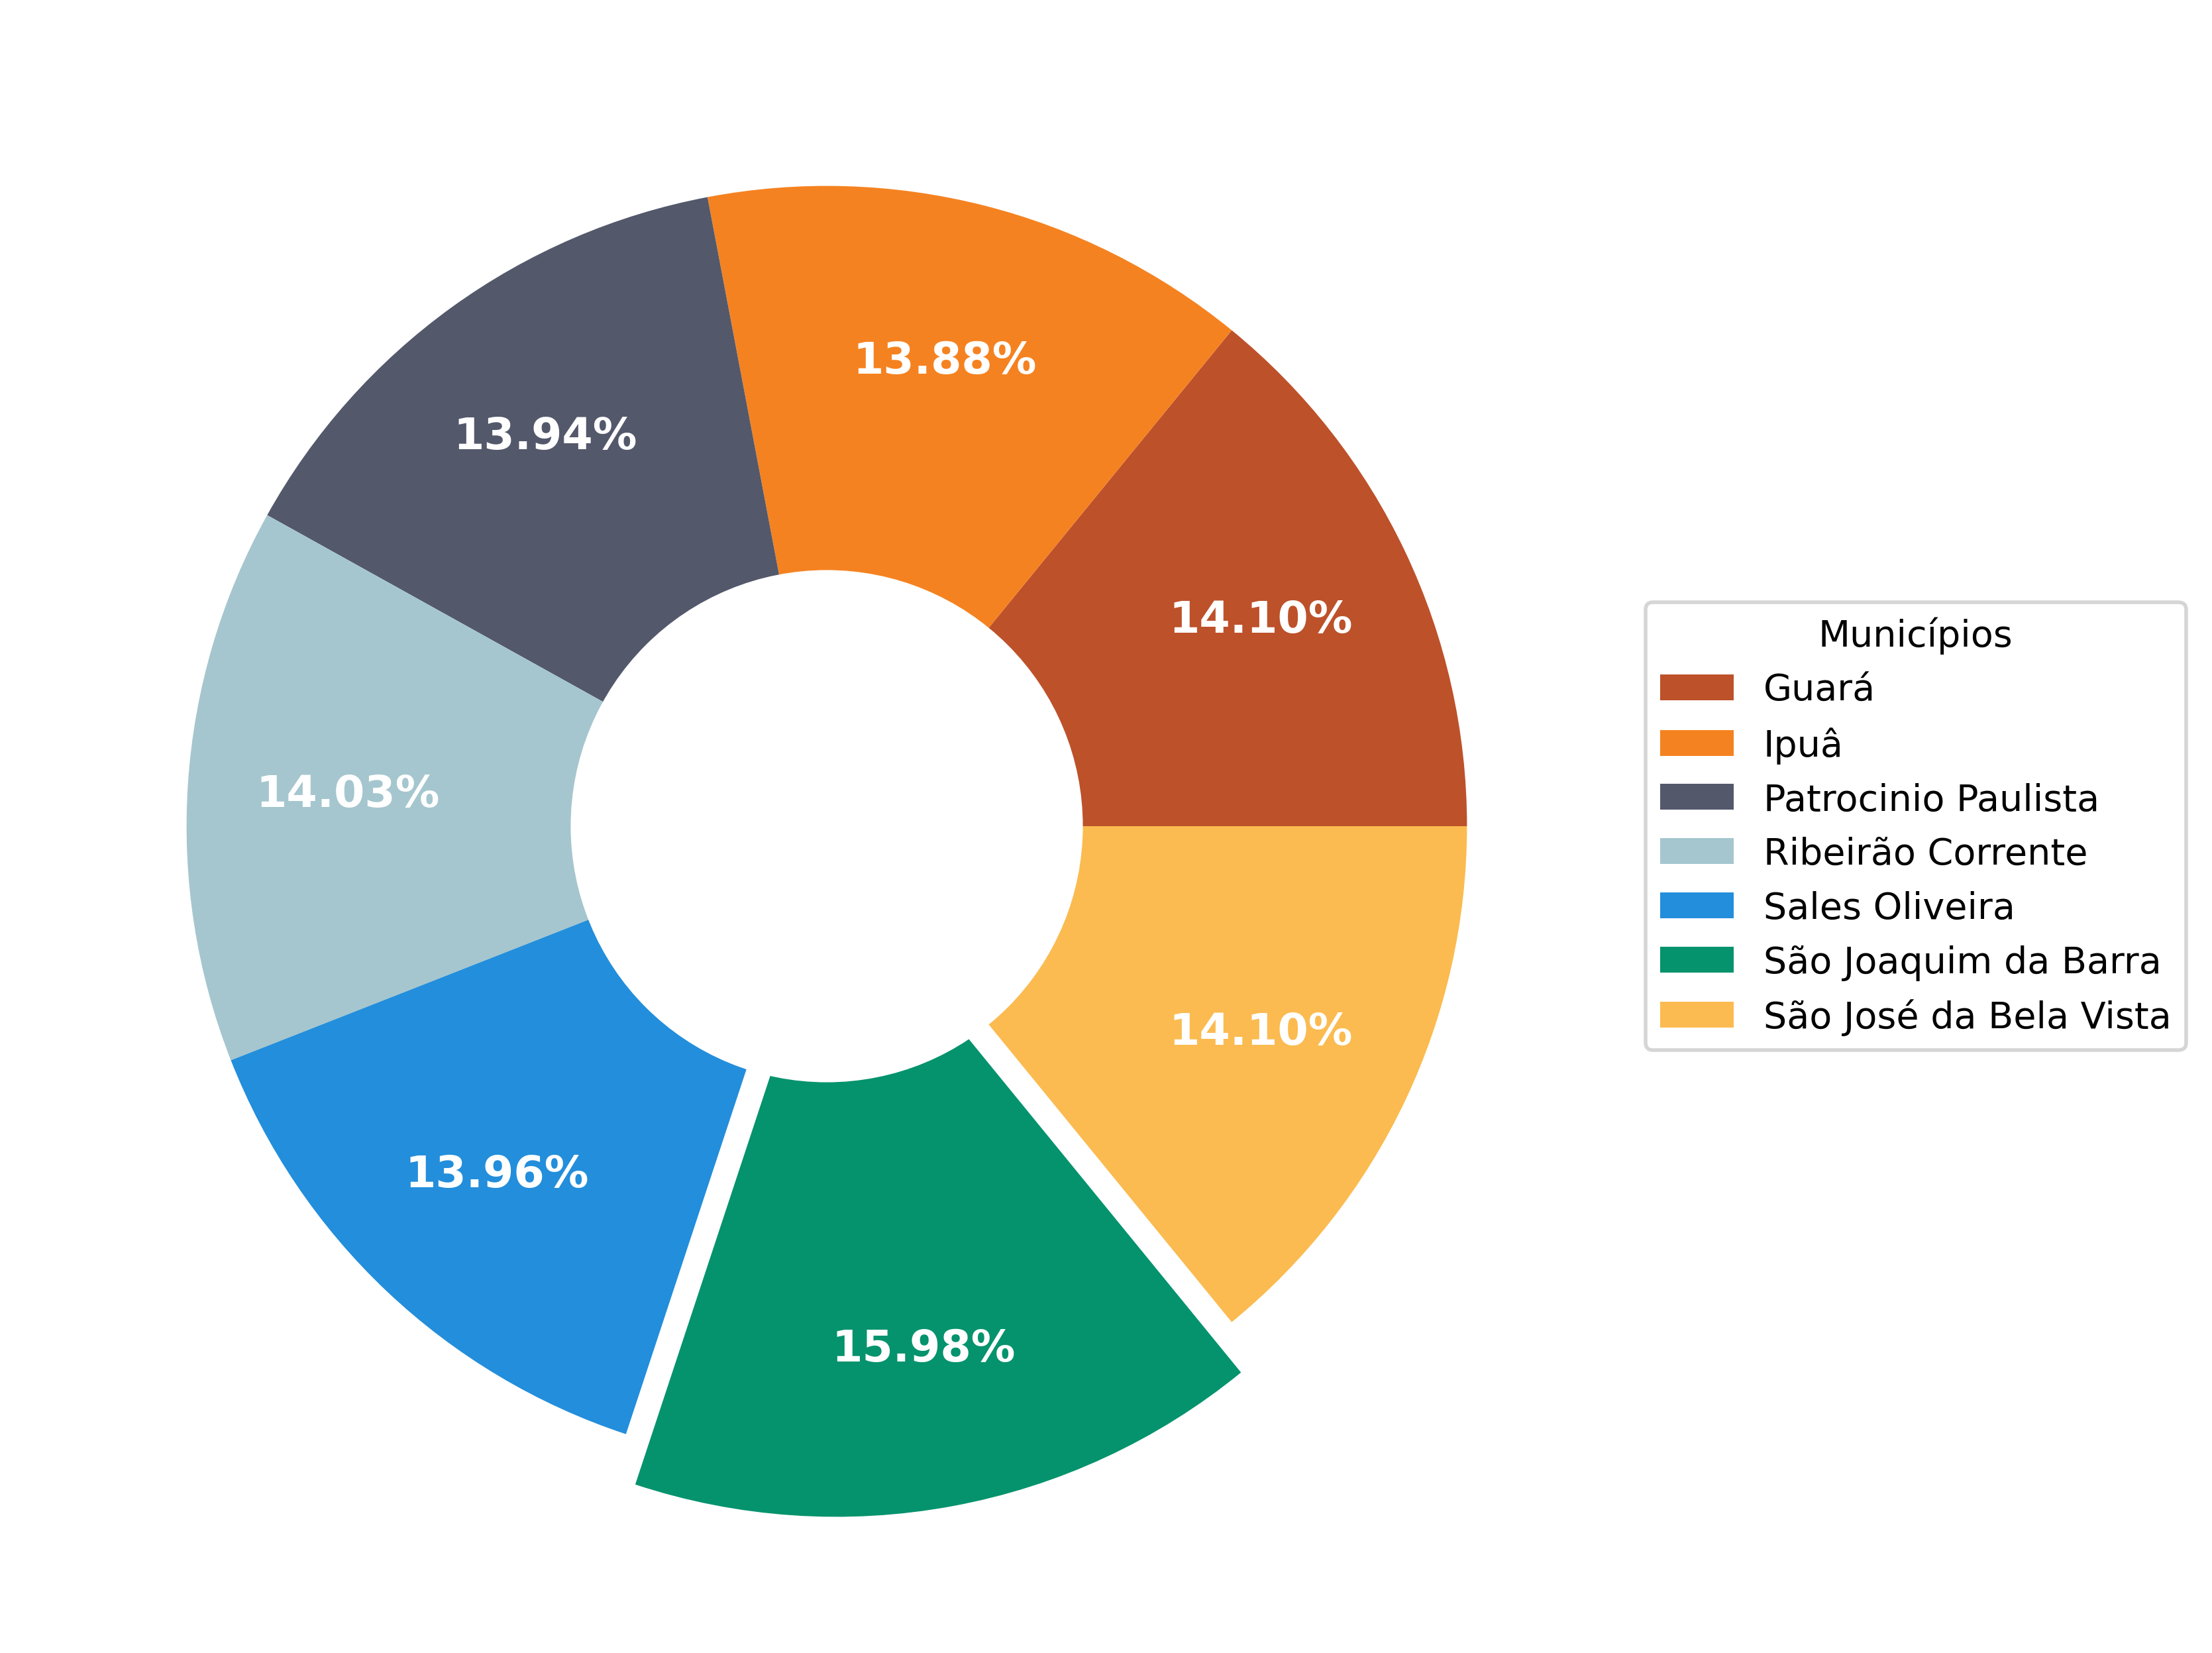 13.88%
13.94%
14.10%
14.03%
14.10%
13.96%
15.98%
Municípios
Guará
Ipuâ
Patrocinio Paulista
Ribeirão Corrente
Sales Oliveira
São Joaquim da Barra
São José da Bela Vista